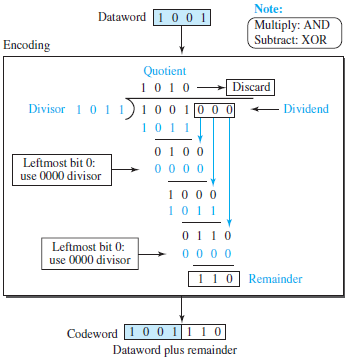 Note:
Multiply: AND
Subtract: XOR
Dataword 1 0 0 1
Encoding
Quotient
1 0 1 0 Discard
Divisor 1 0 1 1 1 0 0 1 0 0 0 Dividend
1 0 1 1
0 1 0 0
Leftmost bit 0:
use 0000 divisor
0 0 0 0
1 0 0 0
1 0 1 1
0 1 1 0
Leftmost bit 0:
use 0000 divisor
0 0 0 0
1 1 0 Remainder
Codeword 1 0 0 1 1 1 0
Dataword plus remainder